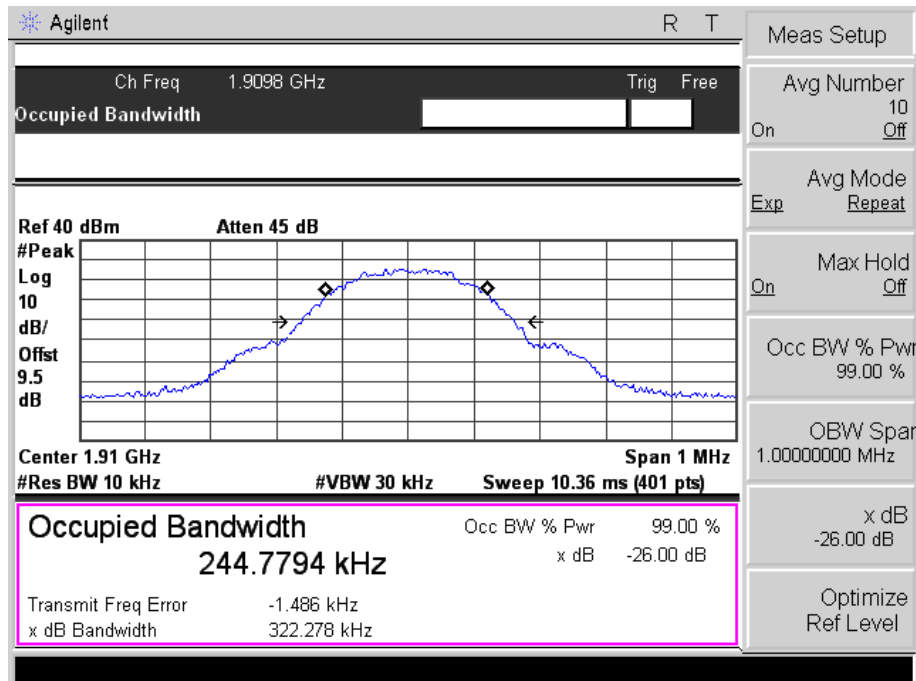 Agilent R T
Ch Freq 1.9098 GHz Trig Free
Occupied Bandwidth
Ref 40 dBm Atten 45 dB
#Peak
Log
10
dB/
Offst
9.5
dB
Center 1.91 GHz Span 1 MHz
#Res BW 10 kHz #VBW 30 kHz Sweep 10.36 ms (401 pts)
Occupied Bandwidth
244.7794 kHz
Occ BW % Pwr 99.00 %
x dB -26.00 dB
Transmit Freq Error -1.486 kHz
x dB Bandwidth 322.278 kHz
Meas Setup
Avg Number
10
On Off
Avg Mode
Exp Repeat
Max Hold
On Off
Occ BW % Pwr
99.00 %
OBW Span
1.00000000 MHz
x dB
-26.00 dB
Optimize
Ref Level